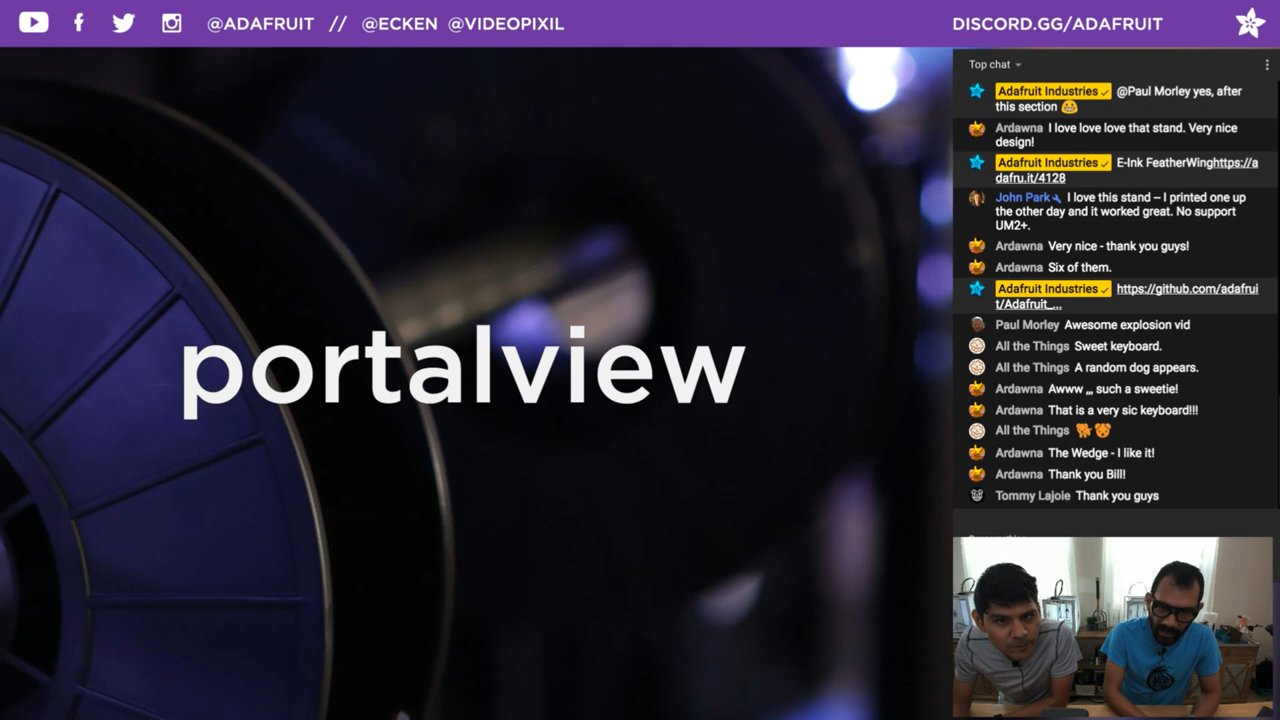 @ADAFRUIT // @ECKEN @VIDEOPIXIL
DISCORD.GG/ADAFRUIT
portalview
Top chat
Adafruit Industries @Paul Morley yes, after
this section
Ardawna I love love love that stand. Very nice
design!
Adafruit Industries E-Ink FeatherWinghttps://a
dafru.it/4128
John Park I love this stand – I printed one up
the other day and it worked great. No support
UM2+.
Ardawna Very nice - thank you guys!
Ardawna Six of them.
Adafruit Industries https://github.com/adafrui
t/Adafruit_...
Paul Morley Awesome explosion vid
All the Things Sweet keyboard.
All the Things A random dog appears.
Ardawna Awww ,,, such a sweetie!
Ardawna That is a very sic keyboard!!!
All the Things
Ardawna The Wedge - I like it!
Ardawna Thank you Bill!
Tommy Lajoie Thank you guys